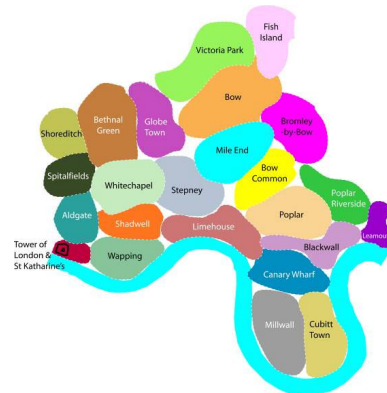 Fish
Island
Victoria Park
Bow
Bethnal
Green
Globe
Town
Shoreditch
Bromley
-by-Bow
Mile End
Spitalfields
Whitechapel
Stepney
Bow
Common
Poplar
Riverside
Aldgate
Shadwell
Limehouse
Poplar
Tower of
London &
St Katharine's
Wapping
Blackwall
Canary Wharf
Millwall
Cubitt
Town